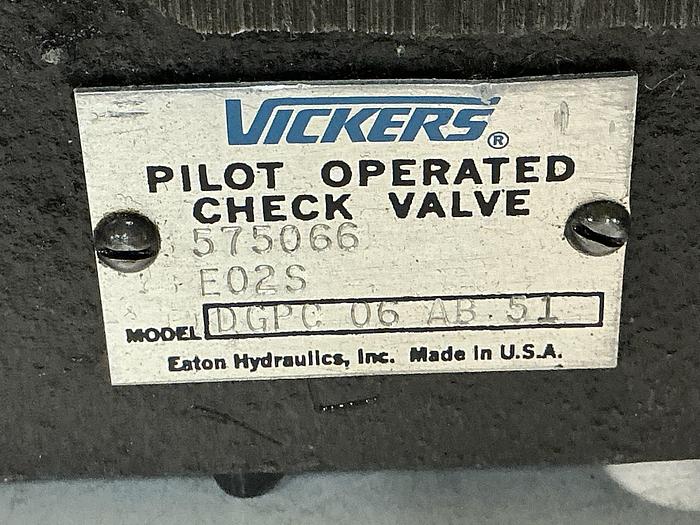 VICKERS®
PILOT OPERATED
CHECK VALVE
575066
E02S
MODEL DGPC 06 AB 51
Eaton Hydraulics, Inc. Made in U.S.A.